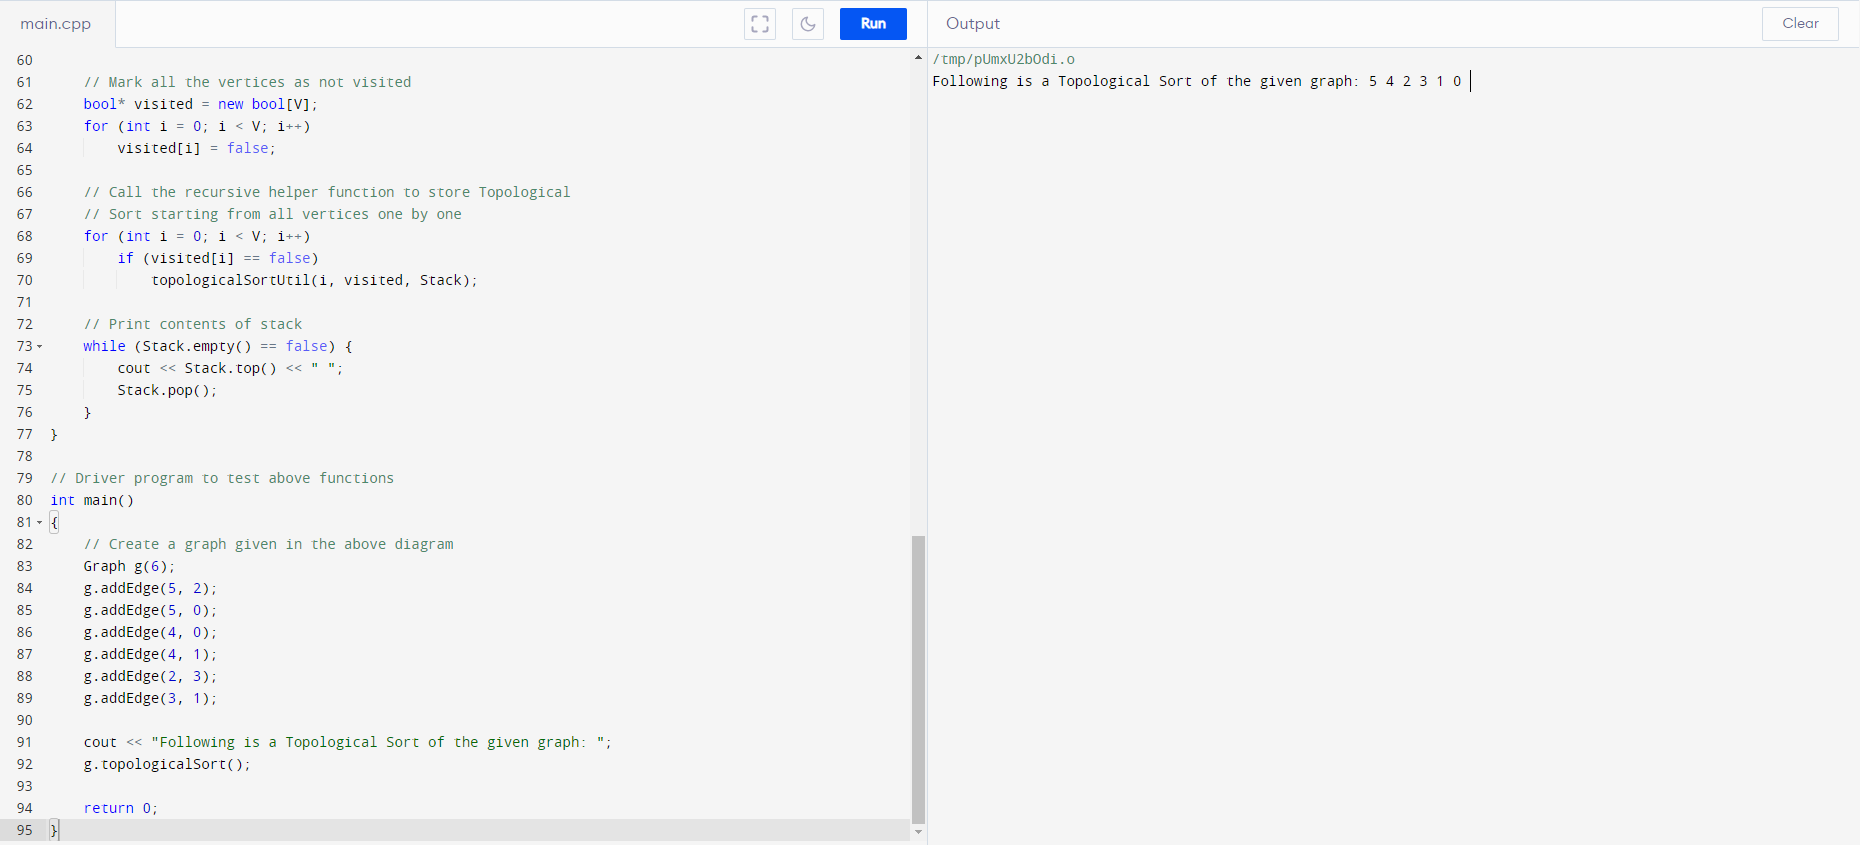 main.cpp
Run
60
61 // Mark all the vertices as not visited
62 bool* visited = new bool[V];
63 for (int i = 0; i < V; i++)
64 visited[i] = false;
65
66 // Call the recursive helper function to store Topological
67 // Sort starting from all vertices one by one
68 for (int i = 0; i < V; i++)
69 if (visited[i] == false)
70 topologicalSortUtil(i, visited, Stack);
71
72 // Print contents of stack
73 while (Stack.empty() == false) {
74 cout << Stack.top() << " ";
75 Stack.pop();
76 }
77 }
78
79 // Driver program to test above functions
80 int main()
81 {
82 // Create a graph given in the above diagram
83 Graph g(6);
84 g.addEdge(5, 2);
85 g.addEdge(5, 0);
86 g.addEdge(4, 0);
87 g.addEdge(4, 1);
88 g.addEdge(2, 3);
89 g.addEdge(3, 1);
90
91 cout << "Following is a Topological Sort of the given graph: ";
92 g.topologicalSort();
93
94 return 0;
95 }
Output
Clear
/tmp/pUmxU2bOdi.o
Following is a Topological Sort of the given graph: 5 4 2 3 1 0